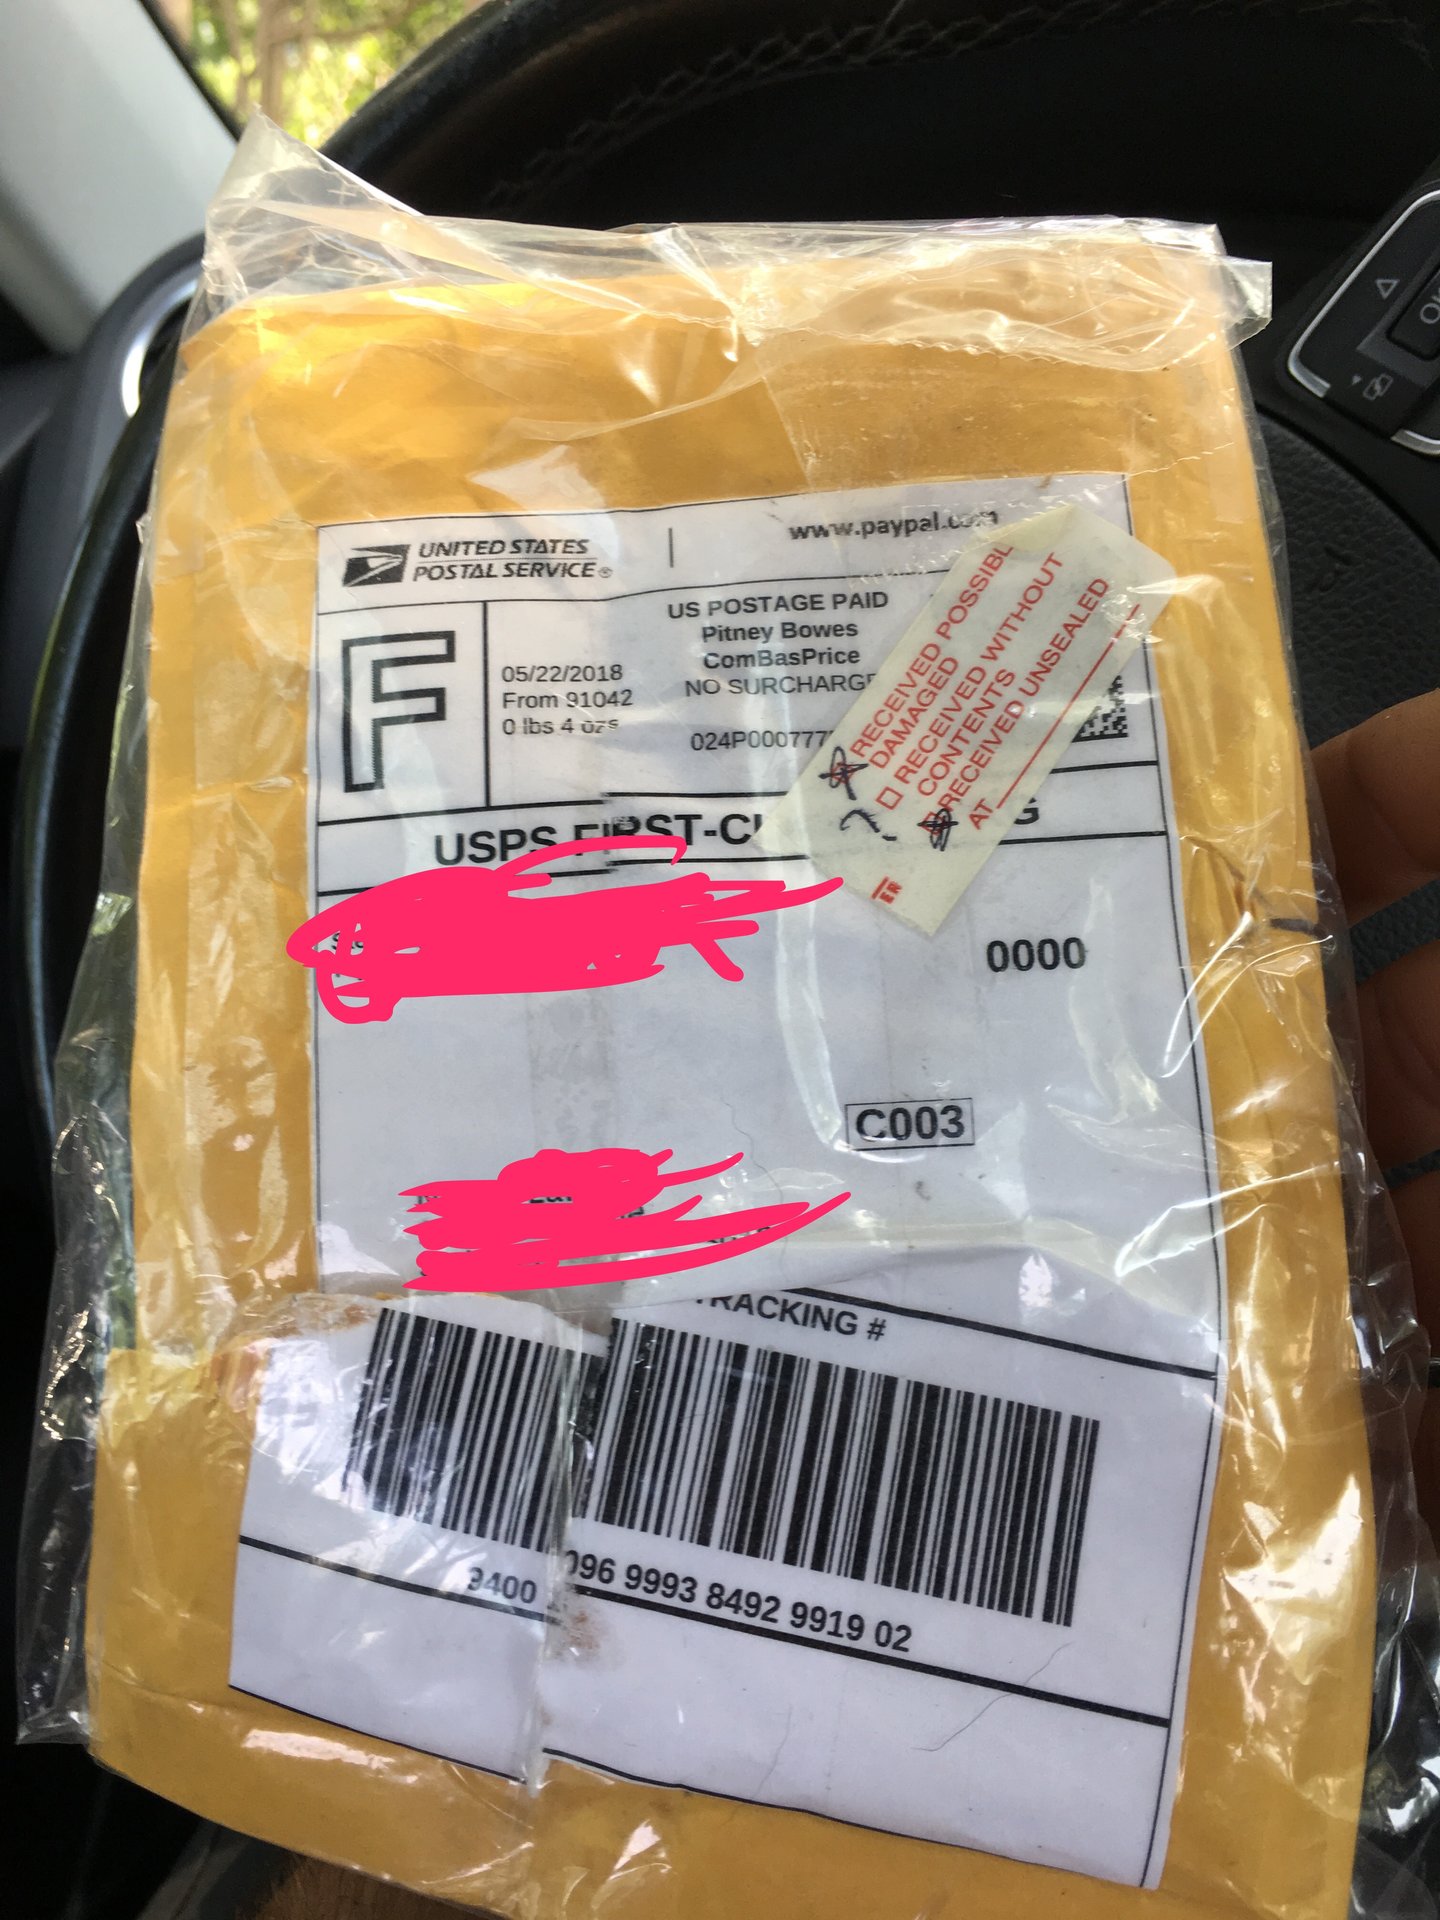 UNITED STATES
POSTAL SERVICE®
www.paypal.com
F
05/22/2018
From 91042
0 lbs 4 ozs
US POSTAGE PAID
Pitney Bowes
ComBasPrice
NO SURCHARGE
024P000777
RECEIVED POSSIBL
DAMAGED
RECEIVED WITHOUT
CONTENTS
RECEIVED UNSEALED
AT
ER
USPS FIRST-CL G
0000
C003
TRACKING #
9400 096 9993 8492 9919 02
OK